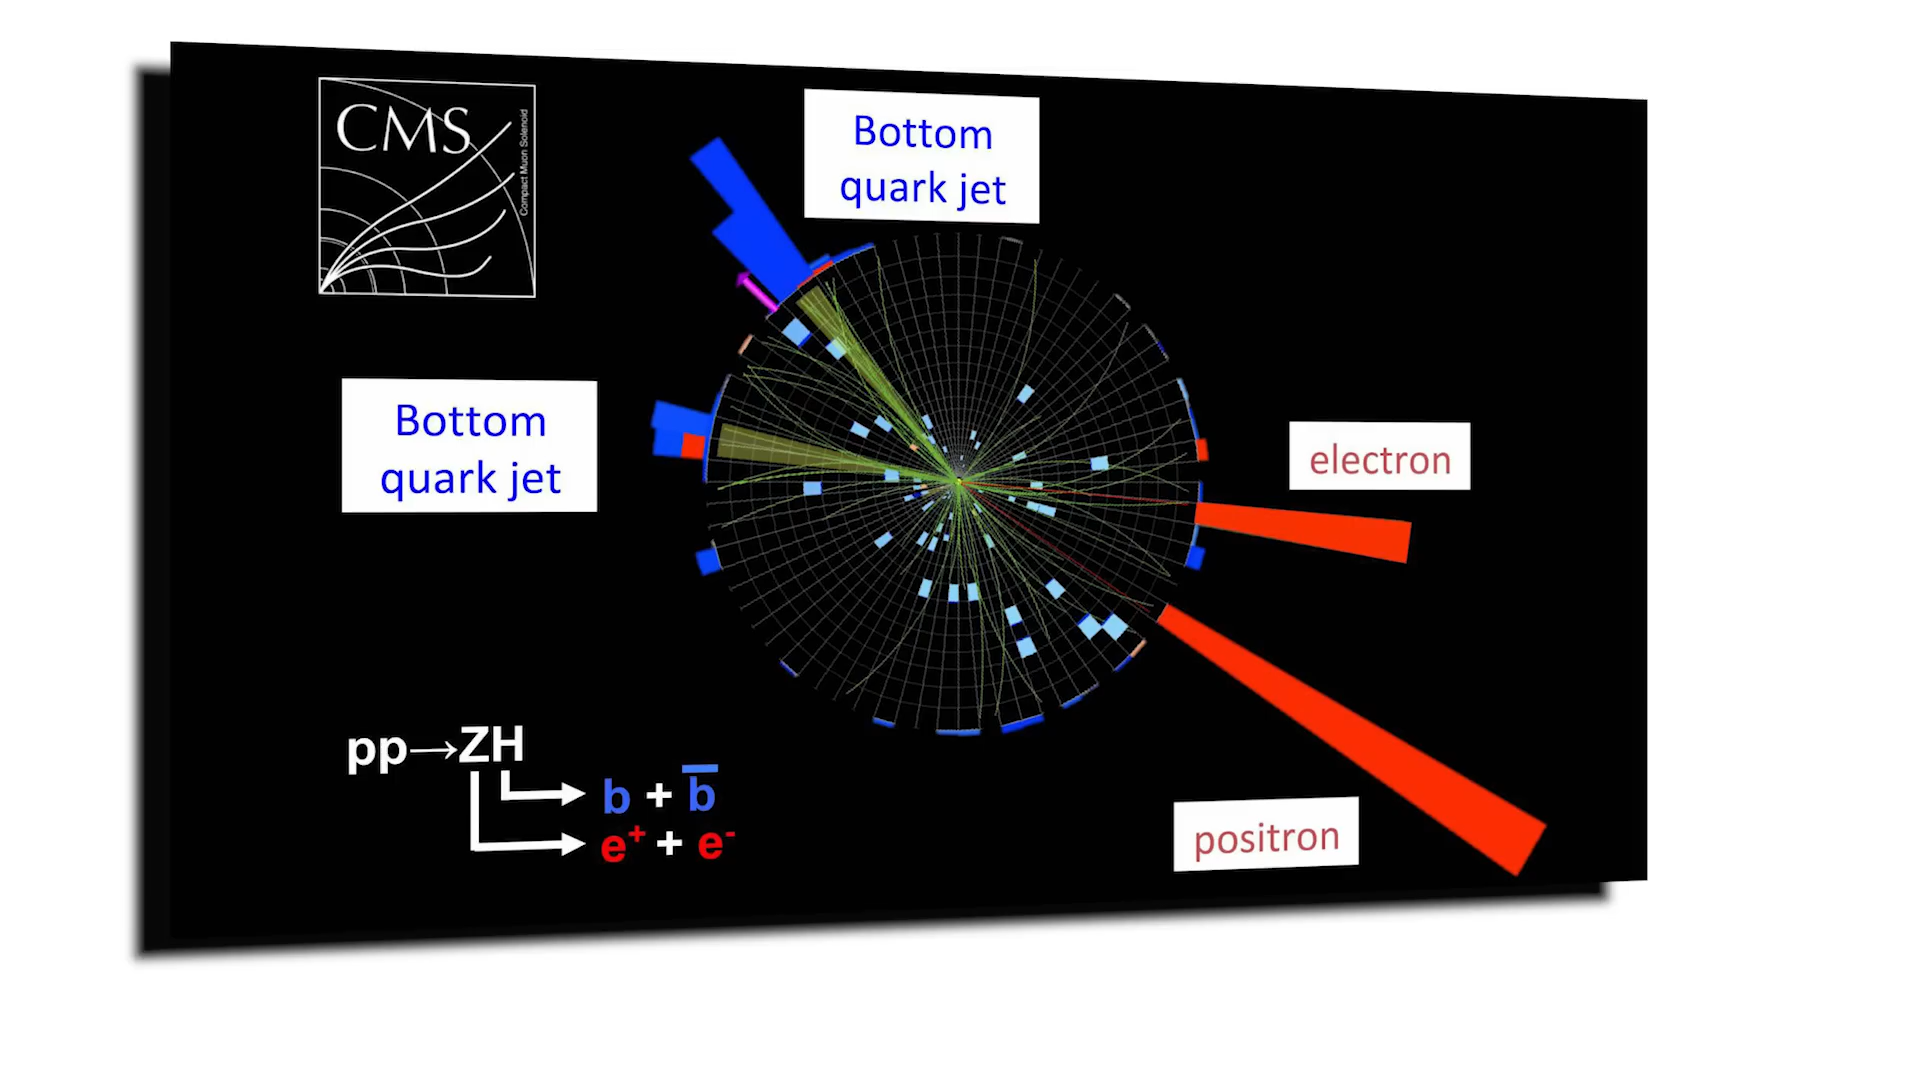 CMS
Compact Muon Solenoid
Bottom
quark jet
Bottom
quark jet
electron
positron
pp→ZH
b + b̅
e⁺ + e⁻